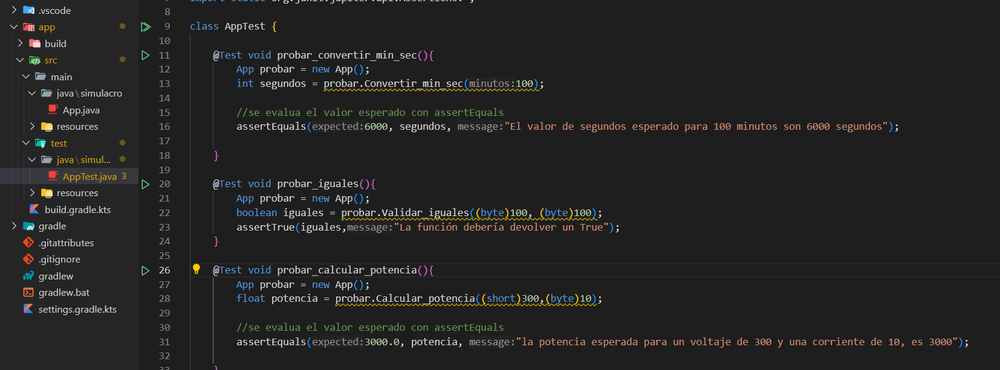 .vscode
app
build
src
main
java\simulacro
App.java
resources
test
java\simul...
AppTest.java 3
resources
build.gradle.kts
gradle
.gitattributes
.gitignore
gradlew
gradlew.bat
settings.gradle.kts
8
9 class AppTest {
10
11 @Test void probar_convertir_min_sec(){
12 App probar = new App();
13 int segundos = probar.Convertir_min_sec(minutos:100);
14
15 //se evalua el valor esperado con assertEquals
16 assertEquals(expected:6000, segundos, message:"El valor de segundos esperado para 100 minutos son 6000 segundos");
17
18 }
19
20 @Test void probar_iguales(){
21 App probar = new App();
22 boolean iguales = probar.Validar_iguales((byte)100, (byte)100);
23 assertTrue(iguales,message:"La función debería devolver un True");
24 }
25
26 @Test void probar_calcular_potencia(){
27 App probar = new App();
28 float potencia = probar.Calcular_potencia((short)300,(byte)10);
29
30 //se evalua el valor esperado con assertEquals
31 assertEquals(expected:3000.0, potencia, message:"la potencia esperada para un voltaje de 300 y una corriente de 10, es 3000");
32
33 }